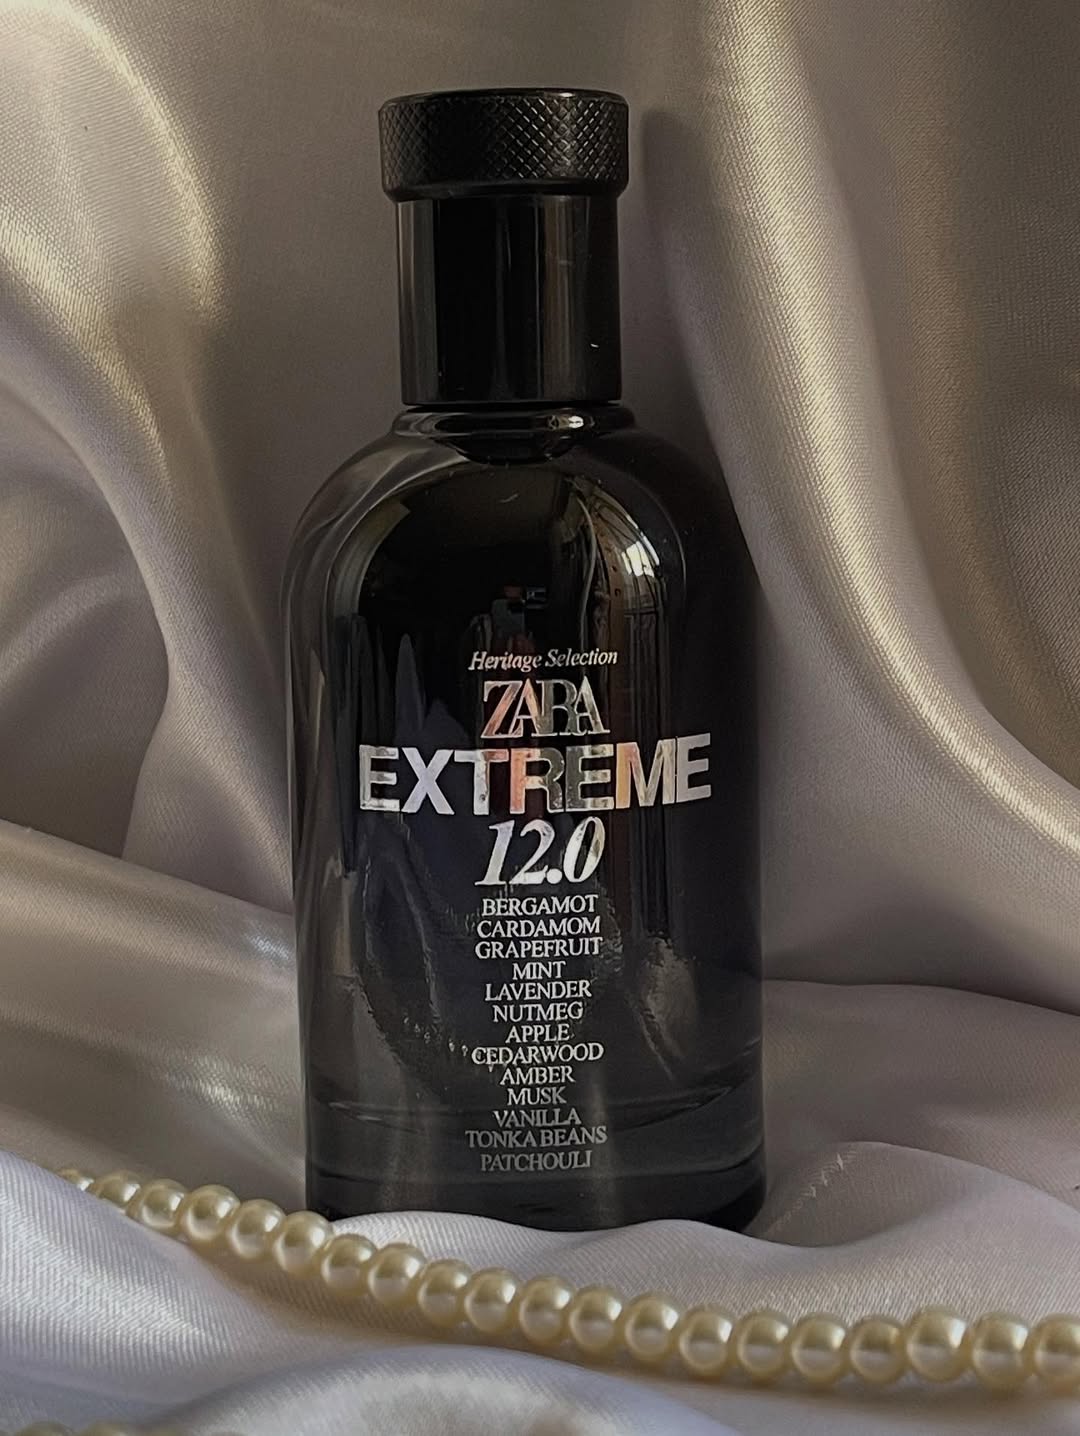 Heritage Selection
ZARA
EXTREME
12.0
BERGAMOT
CARDAMOM
GRAPEFRUIT
MINT
LAVENDER
NUTMEG
APPLE
CEDARWOOD
AMBER
MUSK
VANILLA
TONKA BEANS
PATCHOULI